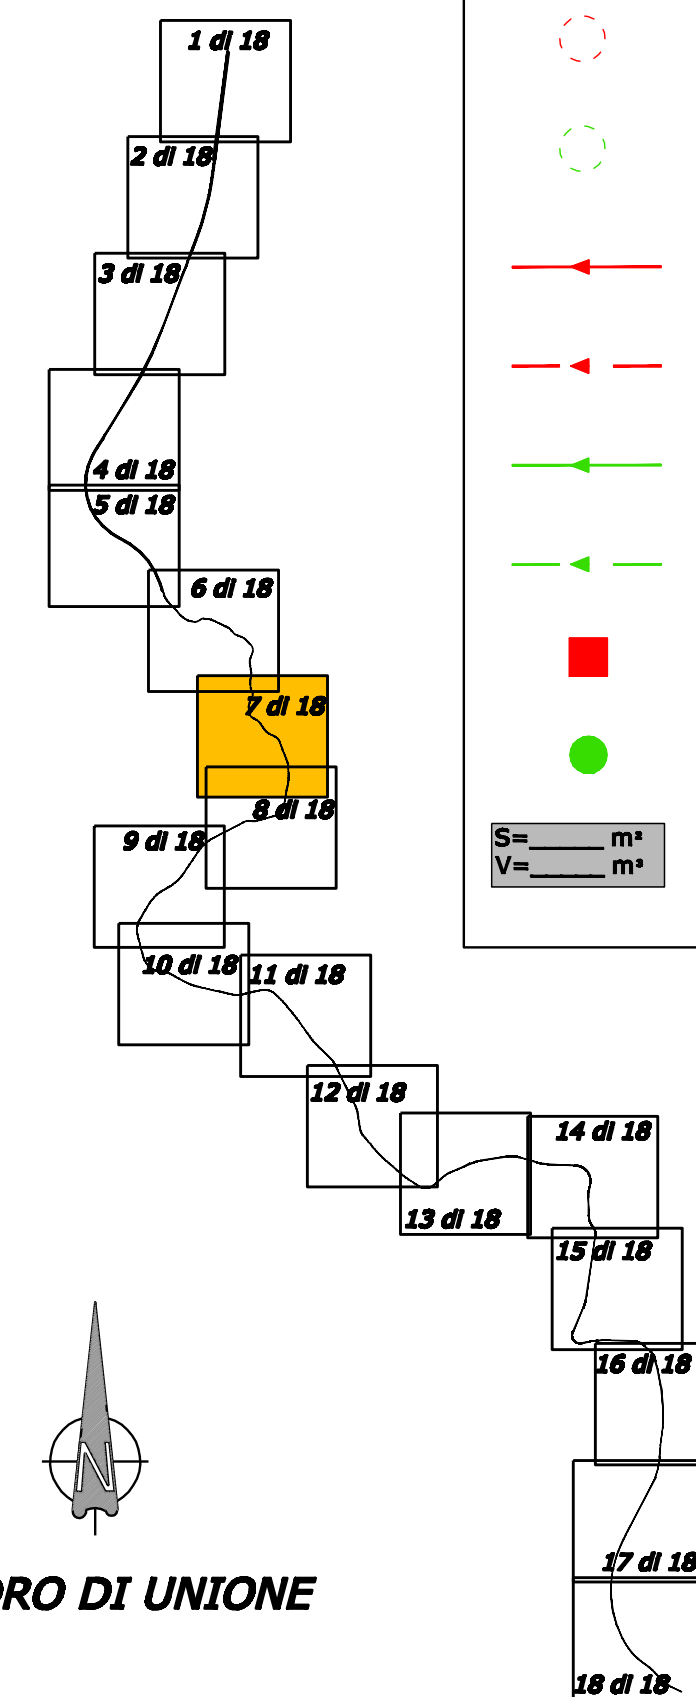 1 di 18
2 di 18
3 di 18
4 di 18
5 di 18
6 di 18
7 di 18
8 di 18
9 di 18
10 di 18
11 di 18
12 di 18
13 di 18
14 di 18
15 di 18
16 di 18
17 di 18
18 di 18
S=______ m²
V=______ m³
N
DRO DI UNIONE